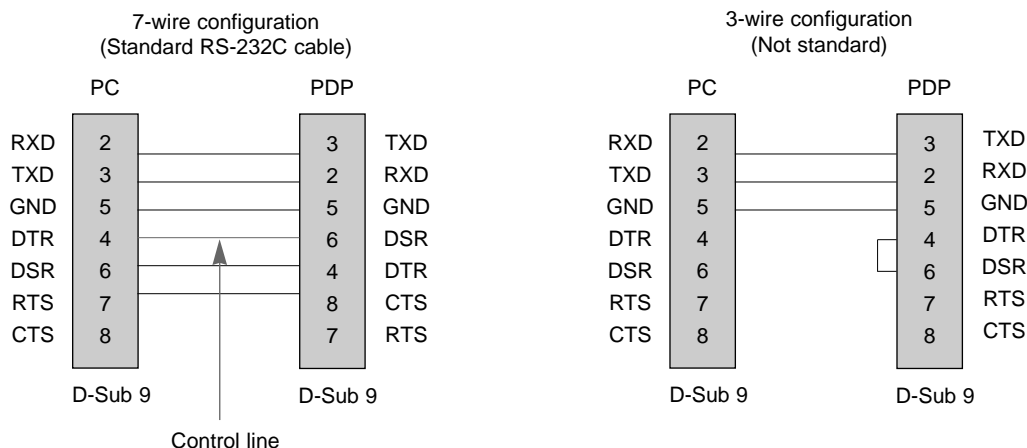 7-wire configuration
(Standard RS-232C cable)
PC PDP
RXD 2 3 TXD
TXD 3 2 RXD
GND 5 5 GND
DTR 4 6 DSR
DSR 6 4 DTR
RTS 7 8 CTS
CTS 8 7 RTS
D-Sub 9 D-Sub 9
Control line
3-wire configuration
(Not standard)
PC PDP
RXD 2 3 TXD
TXD 3 2 RXD
GND 5 5 GND
DTR 4 4 DTR
DSR 6 6 DSR
RTS 7 7 RTS
CTS 8 8 CTS
D-Sub 9 D-Sub 9